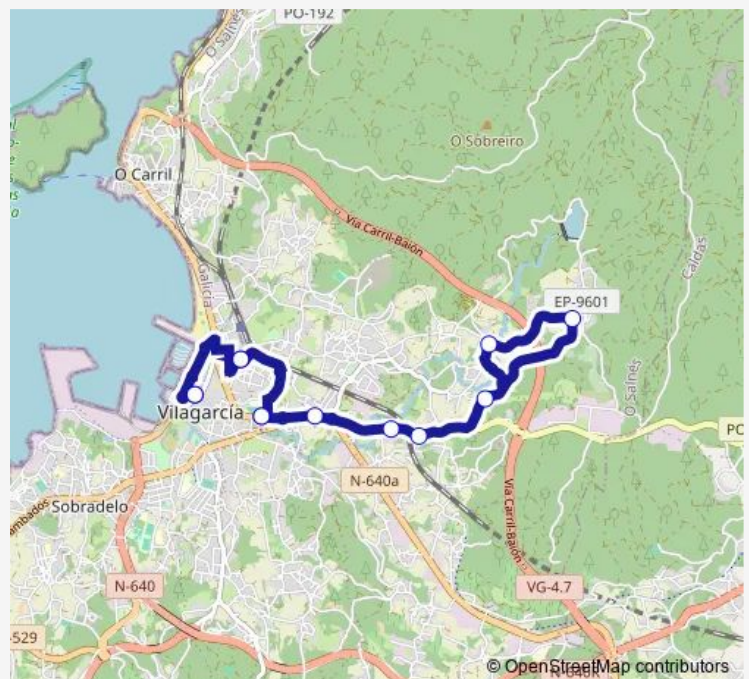 PO-192
O Salnés
O Sobreiro
O Carril
Vía Carril-Baión
Galicia
Caldas
EP-9601
O Salnés
Vilagarcía
PO
N-640a
Sobradelo
Vía Carril-Baión
N-640
VG-4.7
-529
© OpenStreetMap contributors
N-640R